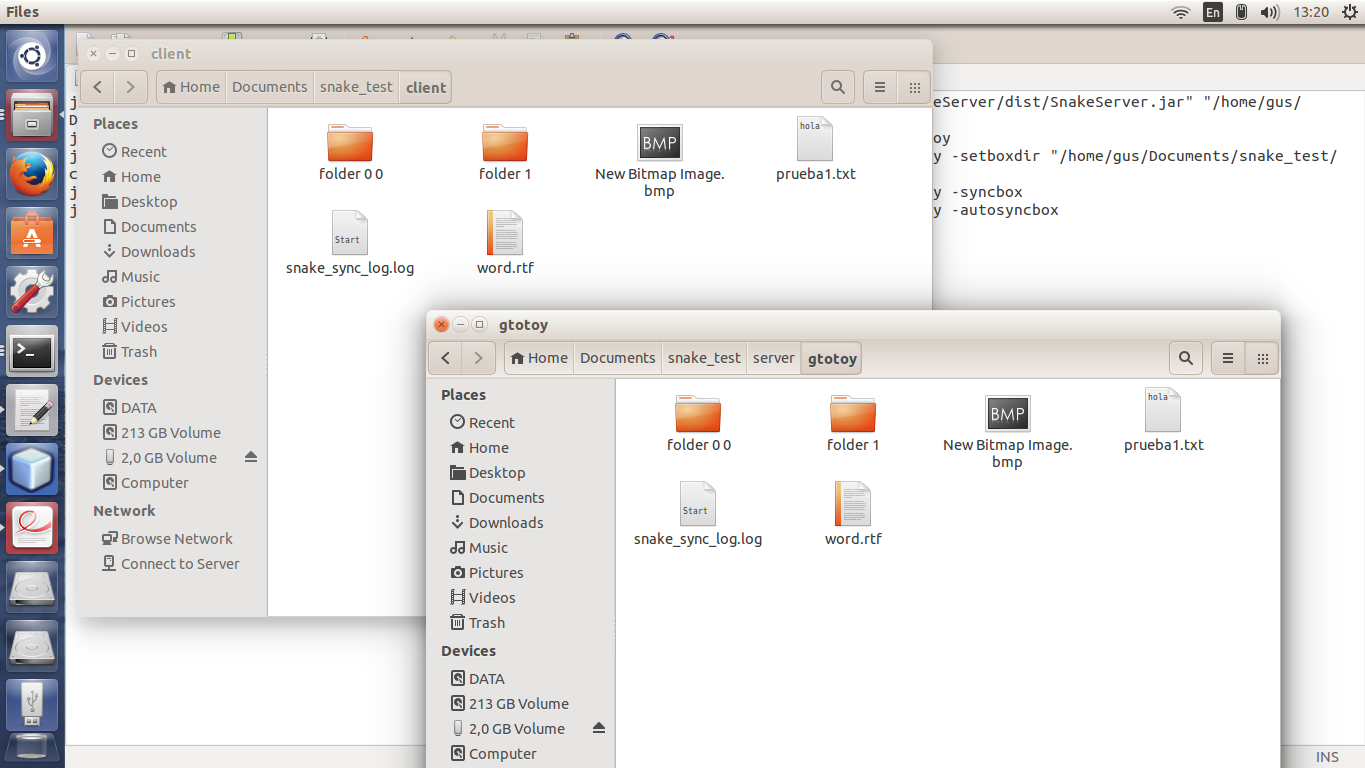 Files
En
13:20
client
Home
Documents
snake_test
client
j
D
j
j
c
j
j
eServer/dist/SnakeServer.jar" "/home/gus/
oy
y -setboxdir "/home/gus/Documents/snake_test/
y -syncbox
y -autosyncbox
Places
Recent
Home
Desktop
Documents
Downloads
Music
Pictures
Videos
Trash
Devices
DATA
213 GB Volume
2,0 GB Volume
Computer
Network
Browse Network
Connect to Server
folder 0 0
folder 1
BMP
New Bitmap Image.
bmp
hola
prueba1.txt
Start
snake_sync_log.log
word.rtf
gtotoy
Home
Documents
snake_test
server
gtotoy
Places
Recent
Home
Desktop
Documents
Downloads
Music
Pictures
Videos
Trash
Devices
DATA
213 GB Volume
2,0 GB Volume
Computer
folder 0 0
folder 1
BMP
New Bitmap Image.
bmp
hola
prueba1.txt
Start
snake_sync_log.log
word.rtf
INS